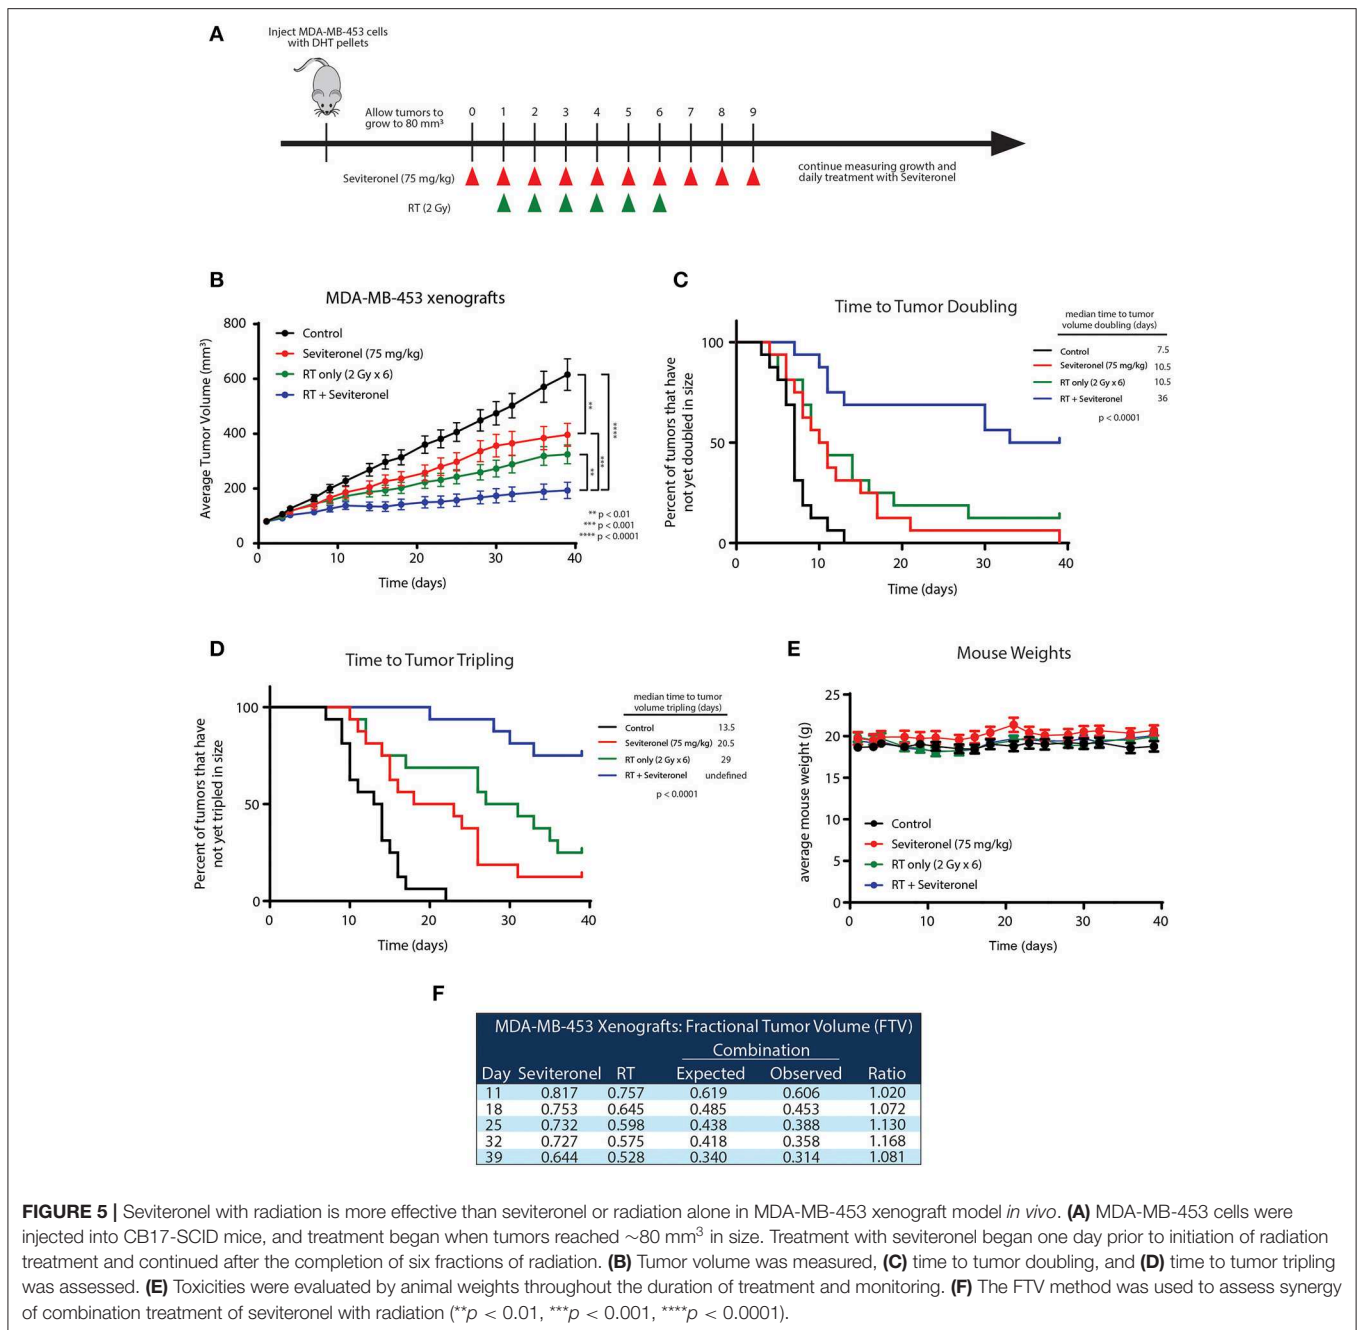 A
Inject MDA-MB-453 cells
with DHT pellets
Allow tumors to
grow to 80 mm³
0 1 2 3 4 5 6 7 8 9
Seviteronel (75 mg/kg)
RT (2 Gy)
continue measuring growth and
daily treatment with Seviteronel
B
MDA-MB-453 xenografts
Average Tumor Volume (mm³)
800
600
400
200
0
Control
Seviteronel (75 mg/kg)
RT only (2 Gy x 6)
RT + Seviteronel
**
****
***
**
** p < 0.01
*** p < 0.001
**** p < 0.0001
0 10 20 30 40
Time (days)
C
Time to Tumor Doubling
Percent of tumors that have
not yet doubled in size
100
50
0
median time to tumor
volume doubling (days)
Control 7.5
Seviteronel (75 mg/kg) 10.5
RT only (2 Gy x 6) 10.5
RT + Seviteronel 36
p < 0.0001
0 10 20 30 40
Time (days)
D
Time to Tumor Tripling
Percent of tumors that have
not yet tripled in size
100
50
0
median time to tumor
volume tripling (days)
Control 13.5
Seviteronel (75 mg/kg) 20.5
RT only (2 Gy x 6) 29
RT + Seviteronel undefined
p < 0.0001
0 10 20 30 40
Time (days)
E
Mouse Weights
average mouse weight (g)
25
20
15
10
5
0
Control
Seviteronel (75 mg/kg)
RT only (2 Gy x 6)
RT + Seviteronel
0 10 20 30 40
Time (days)
F
MDA-MB-453 Xenografts: Fractional Tumor Volume (FTV)
Combination
Day Seviteronel RT Expected Observed Ratio
11 0.817 0.757 0.619 0.606 1.020
18 0.753 0.645 0.485 0.453 1.072
25 0.732 0.598 0.438 0.388 1.130
32 0.727 0.575 0.418 0.358 1.168
39 0.644 0.528 0.340 0.314 1.081
FIGURE 5 | Seviteronel with radiation is more effective than seviteronel or radiation alone in MDA-MB-453 xenograft model in vivo. (A) MDA-MB-453 cells were
injected into CB17-SCID mice, and treatment began when tumors reached ~80 mm³ in size. Treatment with seviteronel began one day prior to initiation of radiation
treatment and continued after the completion of six fractions of radiation. (B) Tumor volume was measured, (C) time to tumor doubling, and (D) time to tumor tripling
was assessed. (E) Toxicities were evaluated by animal weights throughout the duration of treatment and monitoring. (F) The FTV method was used to assess synergy
of combination treatment of seviteronel with radiation (**p < 0.01, ***p < 0.001, ****p < 0.0001).